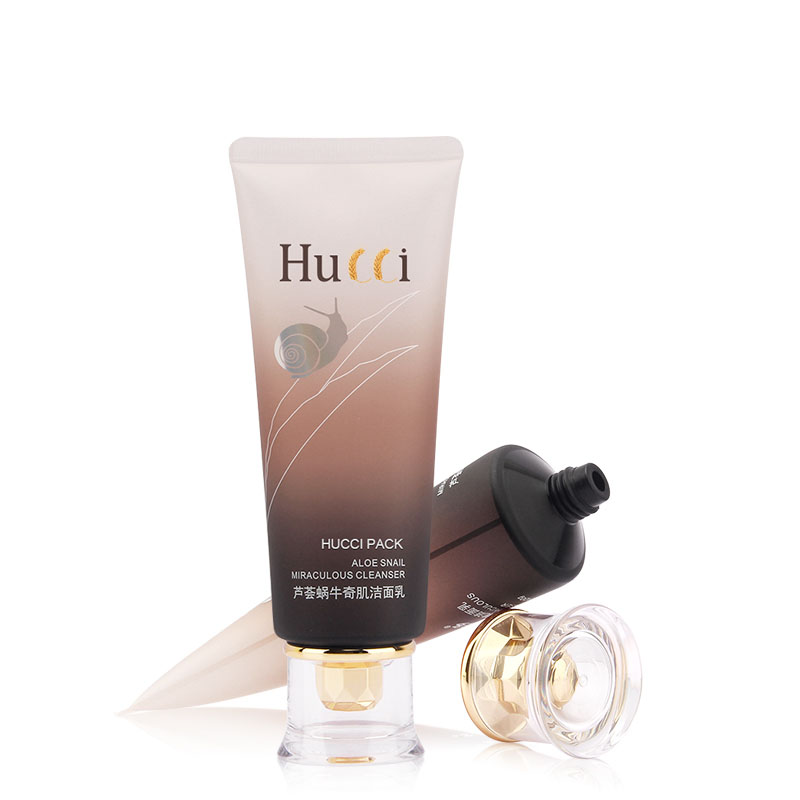 Hucci
HUCCI PACK
ALOE SNAIL
MIRACULOUS CLEANSER
芦荟蜗牛奇肌洁面乳